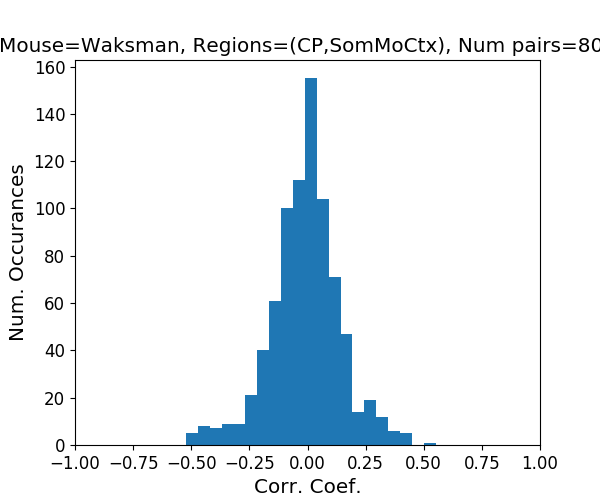 Mouse=Waksman, Regions=(CP,SomMoCtx), Num pairs=80
160
140
120
100
80
60
40
20
0
Num. Occurances
−1.00 −0.75 −0.50 −0.25 0.00 0.25 0.50 0.75 1.00
Corr. Coef.